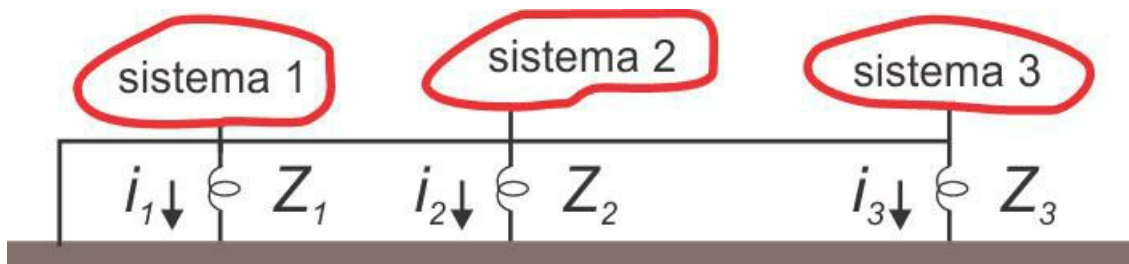 sistema 1
sistema 2
sistema 3
i1 Z1
i2 Z2
i3 Z3